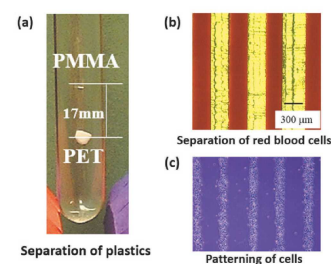 (a)
PMMA
17mm
PET
Separation of plastics
(b)
300 μm
Separation of red blood cells
(c)
Patterning of cells